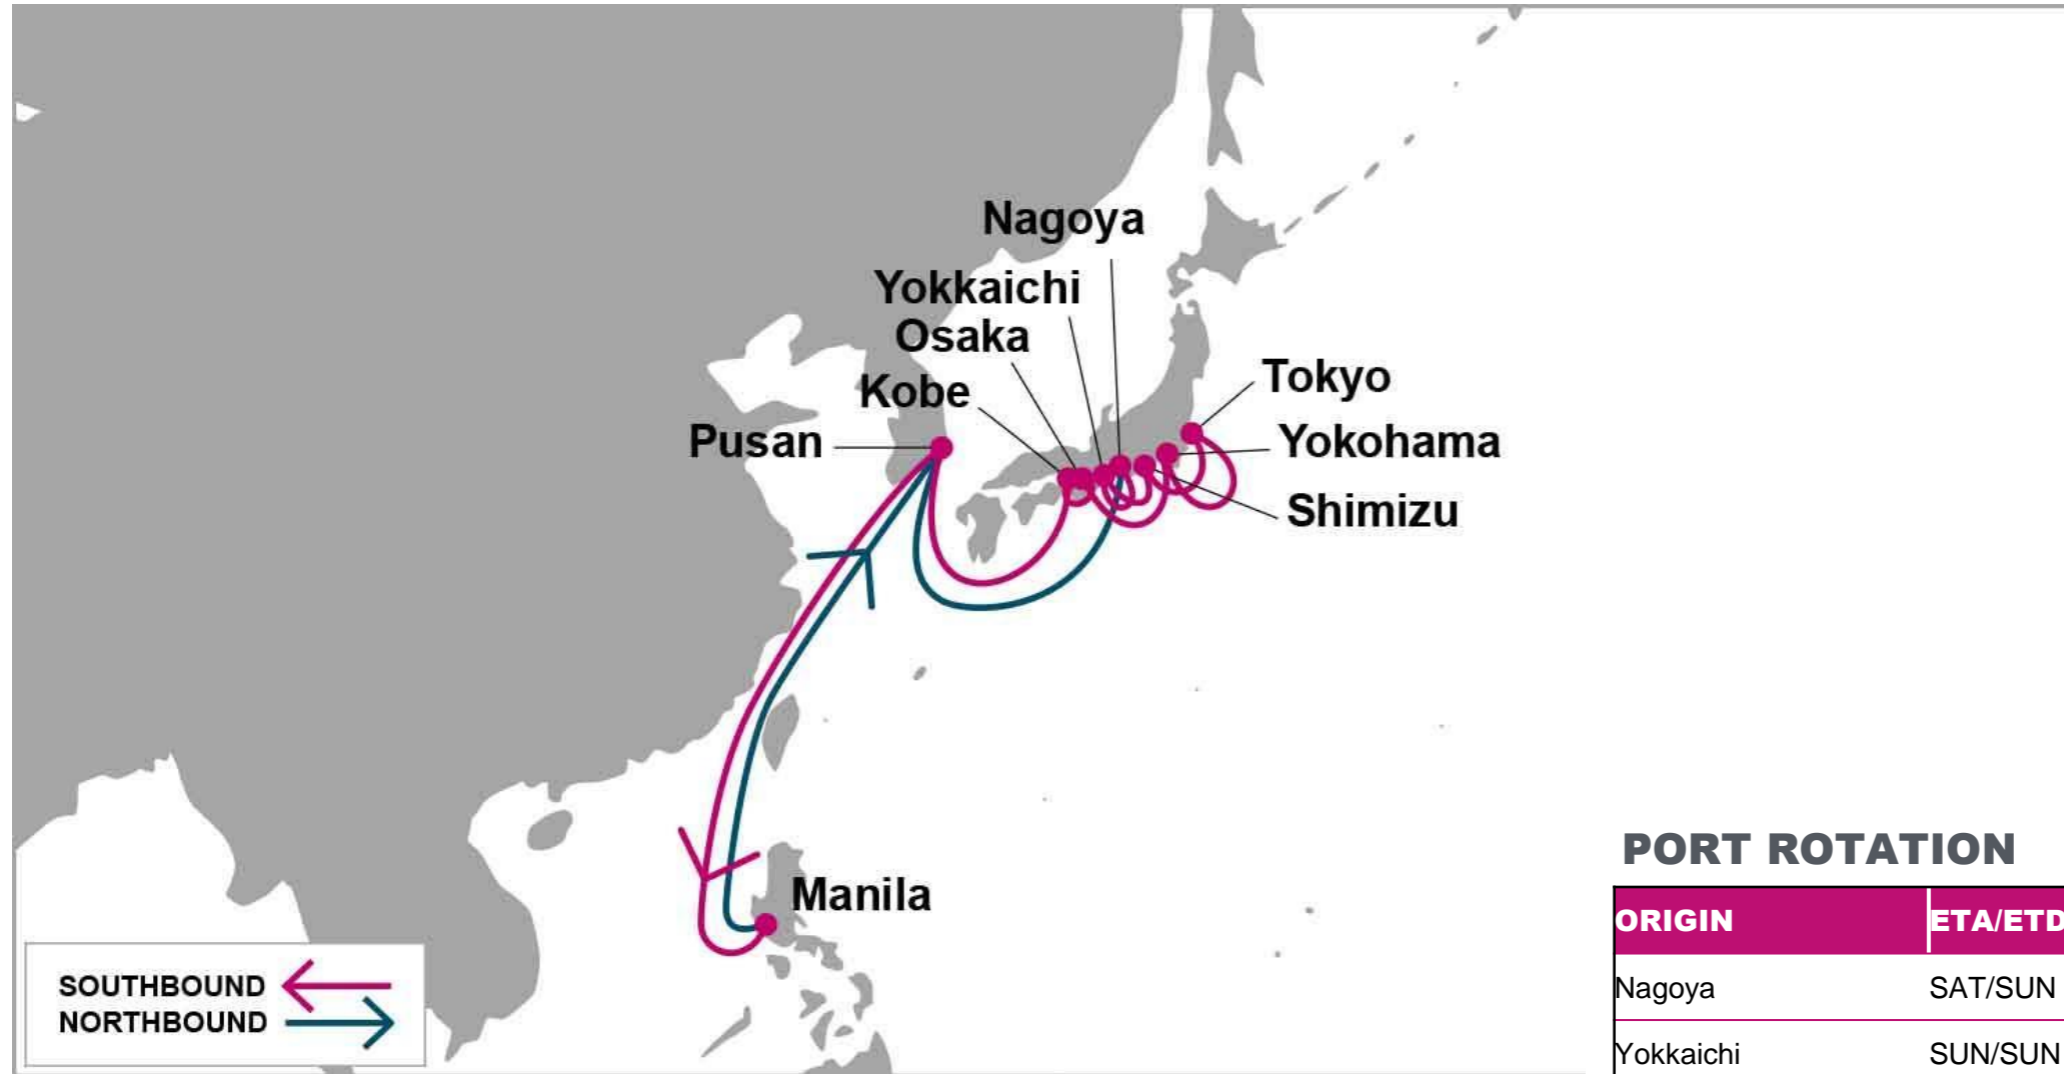 Nagoya
Yokkaichi
Osaka
Kobe
Pusan
Tokyo
Yokohama
Shimizu
Manila
SOUTHBOUND
NORTHBOUND
PORT ROTATION
ORIGIN ETA/ETD
Nagoya SAT/SUN
Yokkaichi SUN/SUN